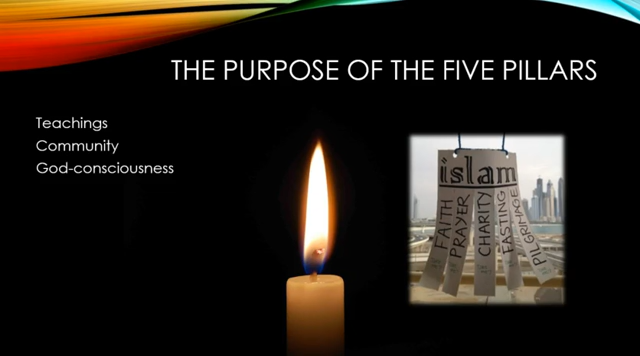 THE PURPOSE OF THE FIVE PILLARS
Teachings
Community
God-consciousness
islam
FAITH
PRAYER
CHARITY
FASTING
PILGRIMAGE